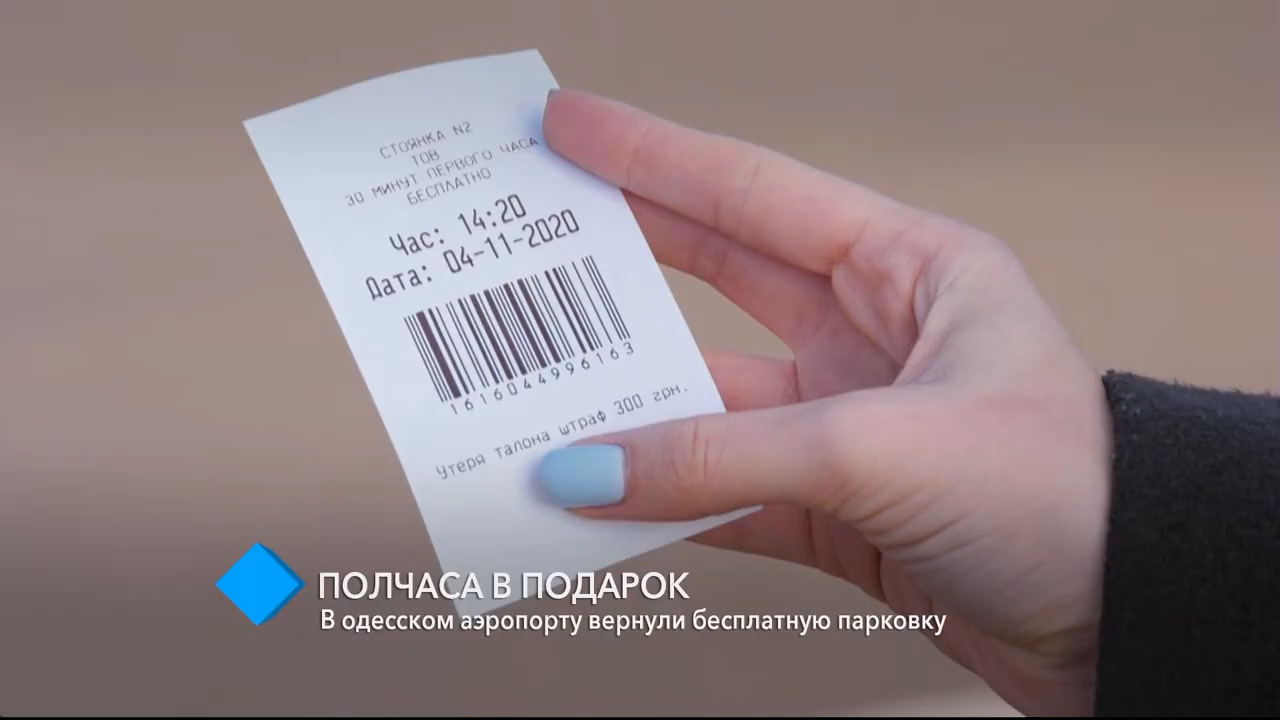 СТОЯНКА N2
ТОВ
30 МИНУТ ПЕРВОГО ЧАСА
БЕСПЛАТНО
Час: 14:20
Дата: 04-11-2020
1616044996163
Утеря талона штраф 300 грн.
ПОЛЧАСА В ПОДАРОК
В одесском аэропорту вернули бесплатную парковку